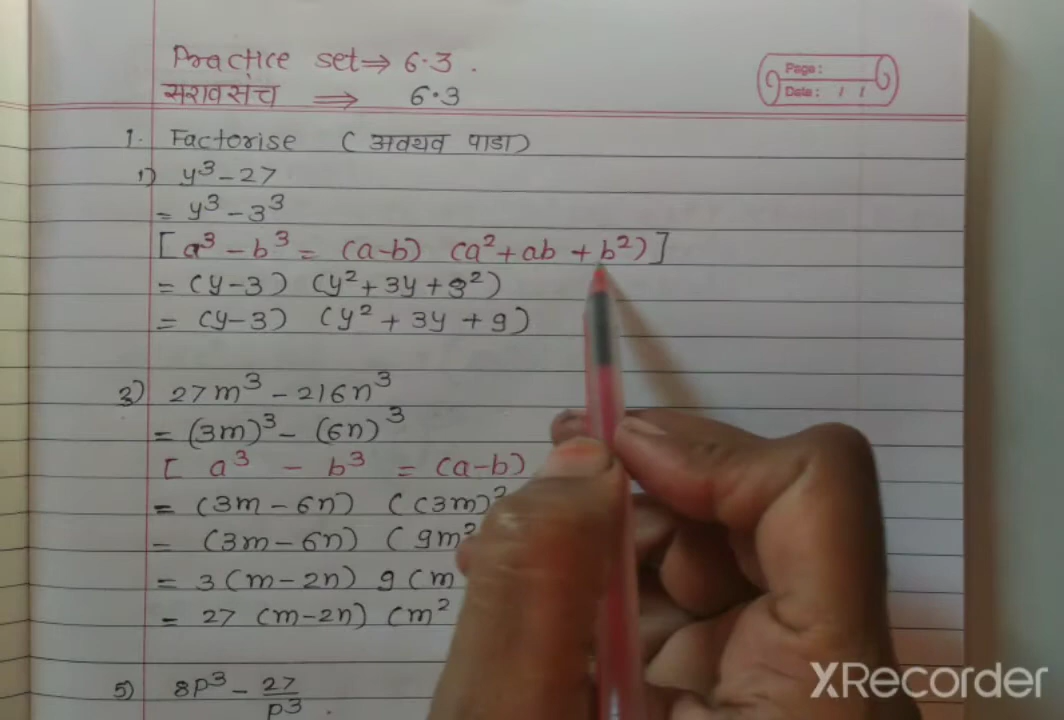 Practice set ⇒ 6.3.
सरावसंच ⇒ 6.3
Page:
Date: / /
1. Factorise (अवयव पाडा)
1) y³-27
= y³-3³
[a³-b³ = (a-b) (a²+ab+b²)]
= (y-3) (y²+3y+3²)
= (y-3) (y²+3y+9)
3) 27m³-216n³
= (3m)³-(6n)³
[a³ - b³ = (a-b)
= (3m-6n) ((3m)²
= (3m-6n) (9m²
= 3(m-2n) 9(m
= 27 (m-2n) (m²
5) 8p³ - 27/p³.
XRecorder